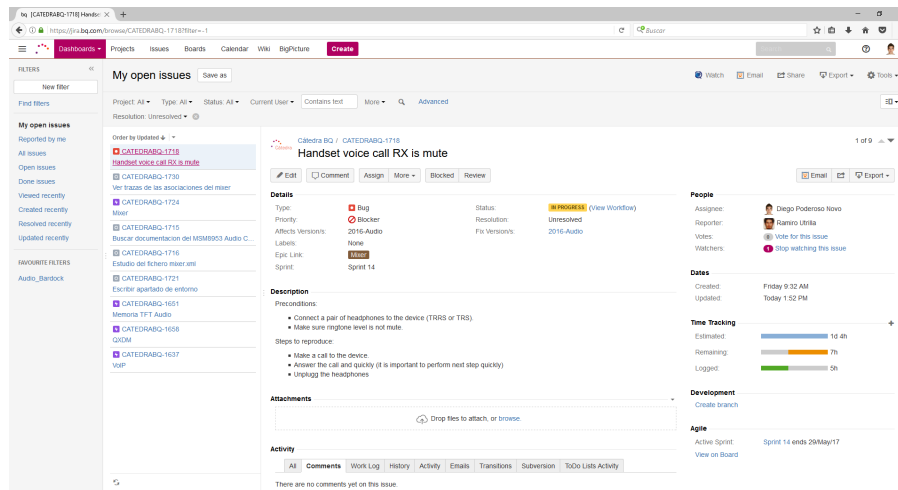 bq [CATEDRABQ-1718] Handse
https://jira.bq.com/browse/CATEDRABQ-1718?filter=-1
Buscar
Dashboards Projects Issues Boards Calendar Wiki BigPicture Create
Search
FILTERS
New filter
Find filters
My open issues
Reported by me
All issues
Open issues
Done issues
Viewed recently
Created recently
Resolved recently
Updated recently
FAVOURITE FILTERS
Audio_Bardock
My open issues Save as
Watch Email Share Export Tools
Project: All Type: All Status: All Current User Contains text More Advanced
Resolution: Unresolved
Order by Updated
CATEDRABQ-1718
Handset voice call RX is mute
CATEDRABQ-1730
Ver trazas de las asociaciones del mixer
CATEDRABQ-1724
Mixer
CATEDRABQ-1715
Buscar documentacion del MSM8953 Audio C...
CATEDRABQ-1716
Estudio del fichero mixer.xml
CATEDRABQ-1721
Escribir apartado de entorno
CATEDRABQ-1651
Memoria TFT Audio
CATEDRABQ-1658
QXDM
CATEDRABQ-1637
VoIP
Cátedra BQ / CATEDRABQ-1718
Handset voice call RX is mute
1 of 9
Edit Comment Assign More Blocked Review
Email Export
Details
Type: Bug
Status: IN PROGRESS (View Workflow)
Priority: Blocker
Resolution: Unresolved
Affects Version/s: 2016-Audio
Fix Version/s: 2016-Audio
Labels: None
Epic Link: Mixer
Sprint: Sprint 14
Description
Preconditions:
Connect a pair of headphones to the device (TRRS or TRS).
Make sure ringtone level is not mute.
Steps to reproduce:
Make a call to the device.
Answer the call and quickly (it is important to perform next step quickly)
Unplugg the headphones
Attachments
Drop files to attach, or browse.
Activity
All Comments Work Log History Activity Emails Transitions Subversion ToDo Lists Activity
There are no comments yet on this issue.
People
Assignee: Diego Poderoso Novo
Reporter: Ramiro Utrilla
Votes: 0 Vote for this issue
Watchers: 1 Stop watching this issue
Dates
Created: Friday 9:32 AM
Updated: Today 1:52 PM
Time Tracking
Estimated: 1d 4h
Remaining: 7h
Logged: 5h
Development
Create branch
Agile
Active Sprint: Sprint 14 ends 29/May/17
View on Board